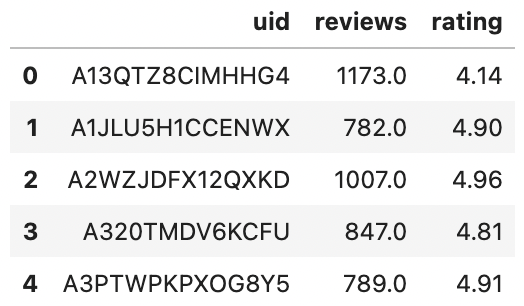 uid reviews rating
0 A13QTZ8CIMHHG4 1173.0 4.14
1 A1JLU5H1CCENWX 782.0 4.90
2 A2WZJDFX12QXKD 1007.0 4.96
3 A320TMDV6KCFU 847.0 4.81
4 A3PTWPKPXOG8Y5 789.0 4.91